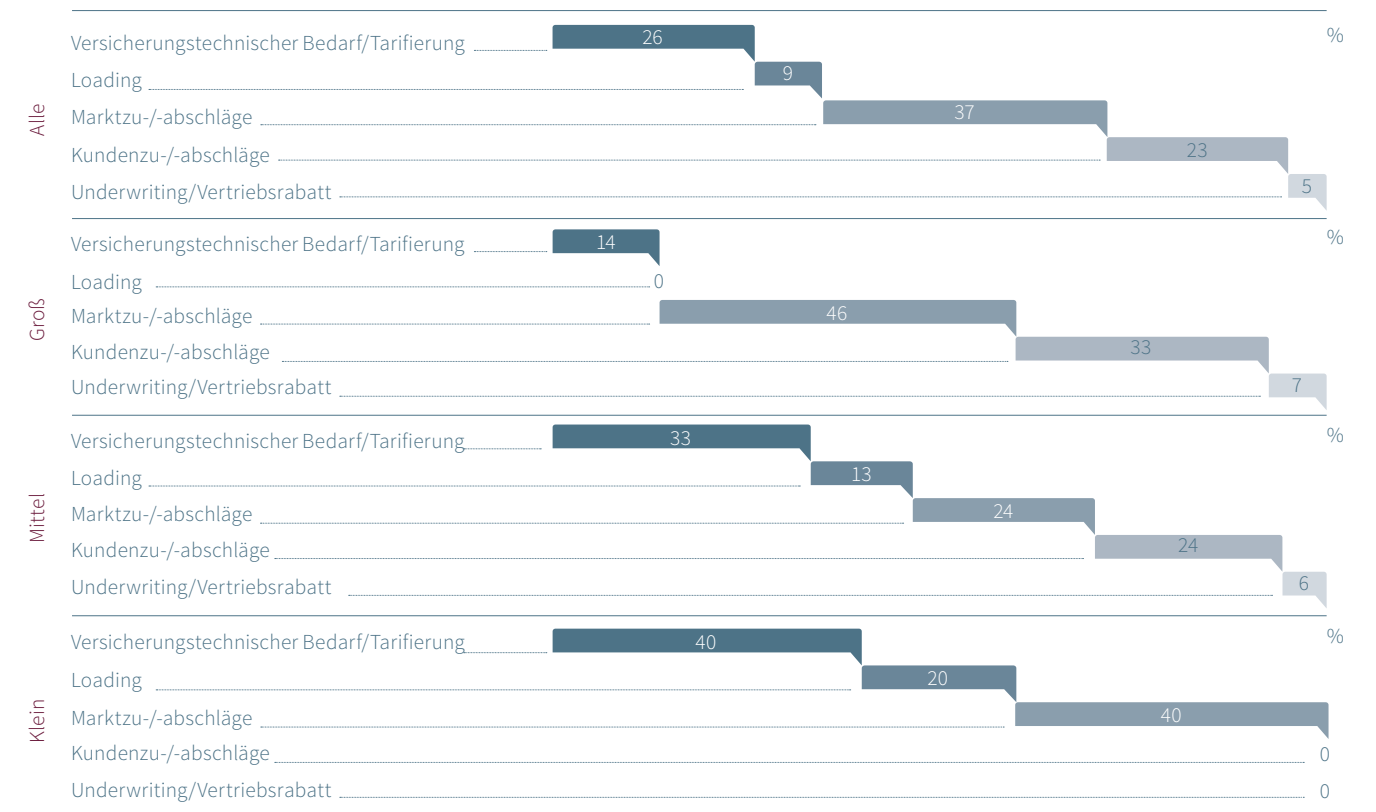 Alle
%
Versicherungstechnischer Bedarf/Tarifierung 26
Loading 9
Marktzu-/-abschläge 37
Kundenzu-/-abschläge 23
Underwriting/Vertriebsrabatt 5
Groß
%
Versicherungstechnischer Bedarf/Tarifierung 14
Loading 0
Marktzu-/-abschläge 46
Kundenzu-/-abschläge 33
Underwriting/Vertriebsrabatt 7
Mittel
%
Versicherungstechnischer Bedarf/Tarifierung 33
Loading 13
Marktzu-/-abschläge 24
Kundenzu-/-abschläge 24
Underwriting/Vertriebsrabatt 6
Klein
%
Versicherungstechnischer Bedarf/Tarifierung 40
Loading 20
Marktzu-/-abschläge 40
Kundenzu-/-abschläge 0
Underwriting/Vertriebsrabatt 0